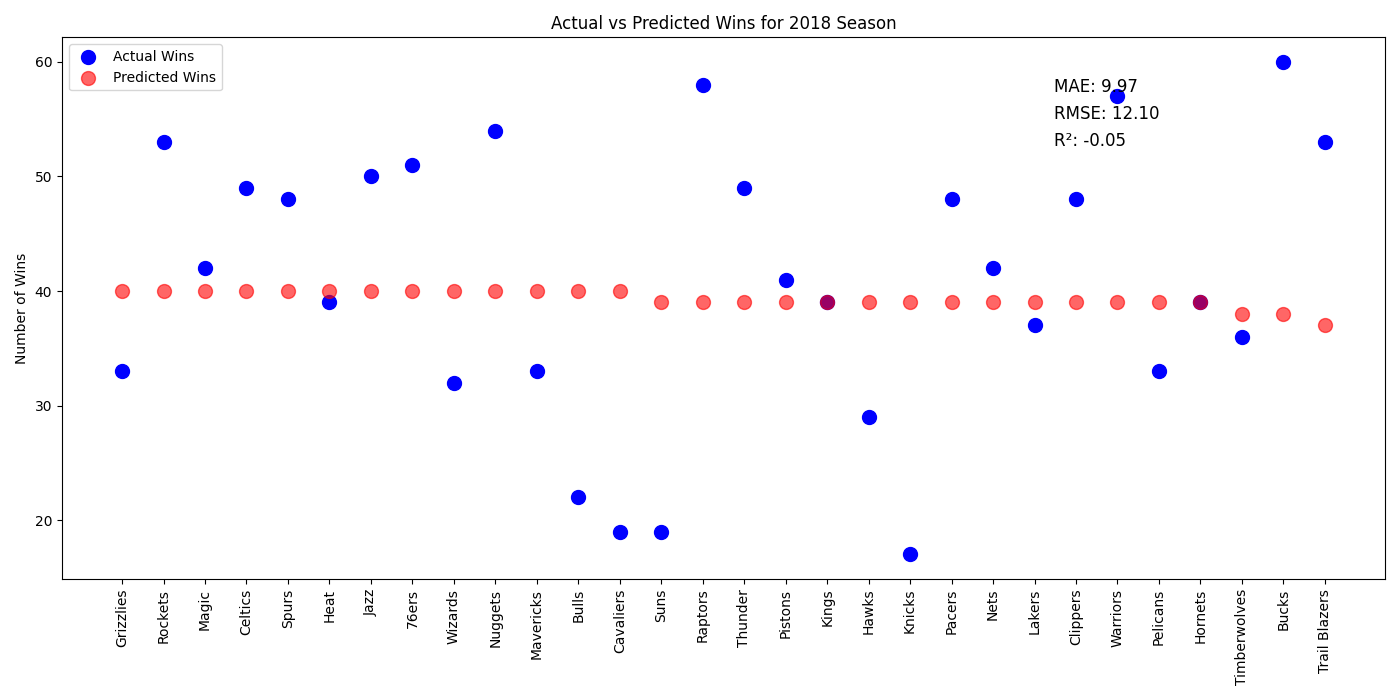 Actual vs Predicted Wins for 2018 Season
Actual Wins
Predicted Wins
MAE: 9.97
RMSE: 12.10
R²: -0.05
Number of Wins
60
50
40
30
20
Grizzlies
Rockets
Magic
Celtics
Spurs
Heat
Jazz
76ers
Wizards
Nuggets
Mavericks
Bulls
Cavaliers
Suns
Raptors
Thunder
Pistons
Kings
Hawks
Knicks
Pacers
Nets
Lakers
Clippers
Warriors
Pelicans
Hornets
Timberwolves
Bucks
Trail Blazers